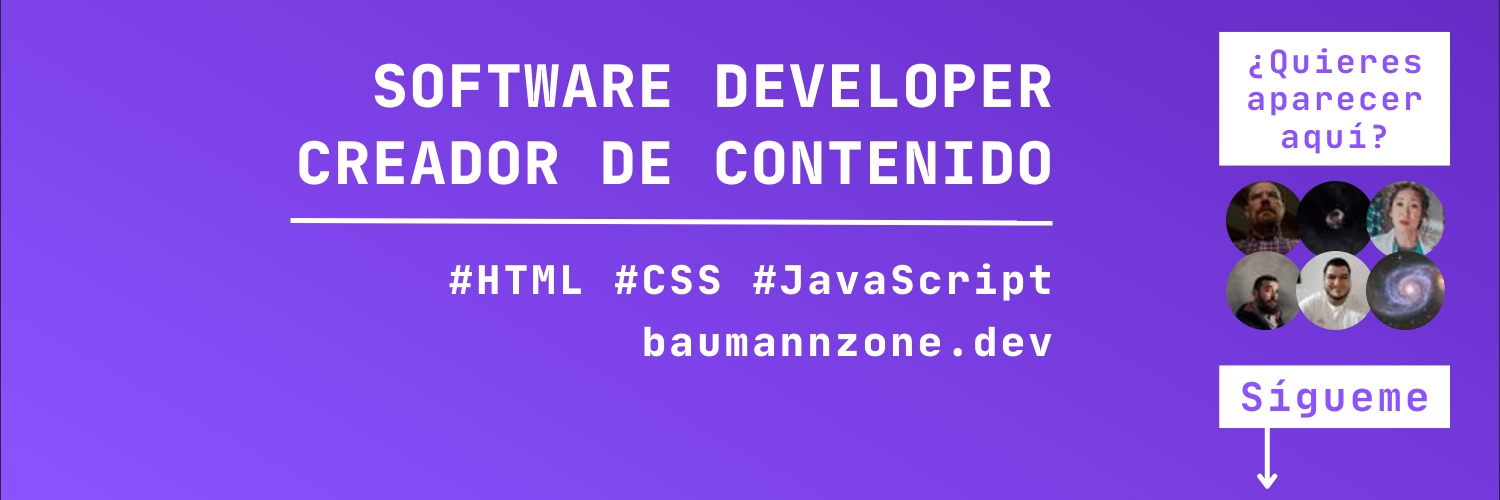 SOFTWARE DEVELOPER
CREADOR DE CONTENIDO
#HTML #CSS #JavaScript
baumannzone.dev
¿Quieres
aparecer
aquí?
Sígueme